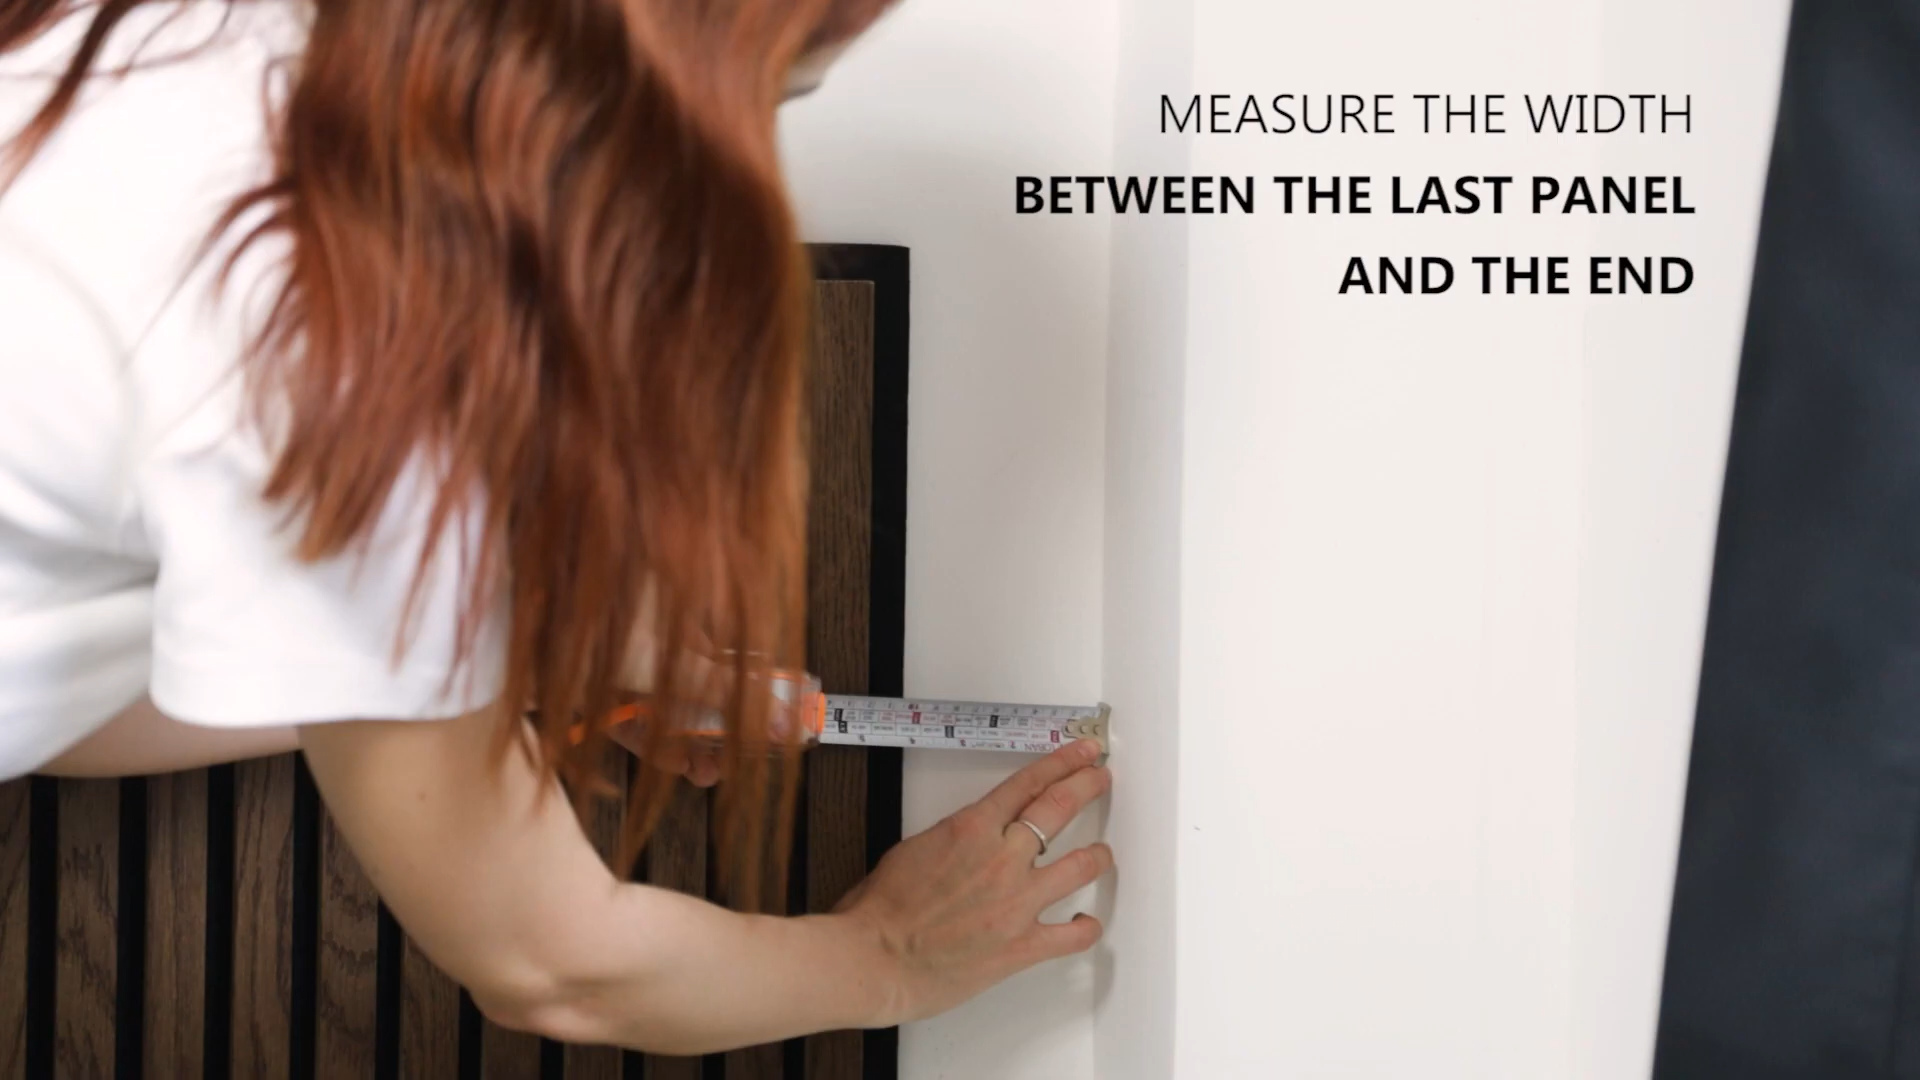 MEASURE THE WIDTH
BETWEEN THE LAST PANEL
AND THE END